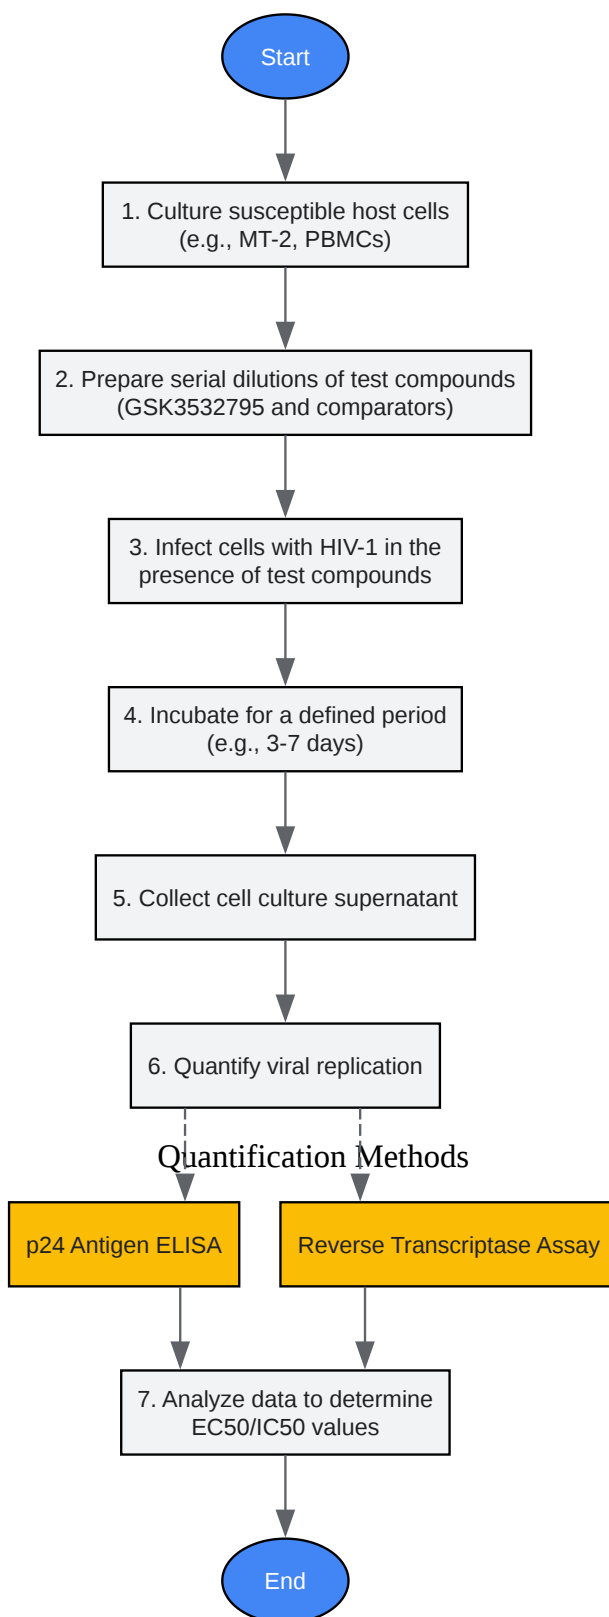 Start
1. Culture susceptible host cells
(e.g., MT-2, PBMCs)
2. Prepare serial dilutions of test compounds
(GSK3532795 and comparators)
3. Infect cells with HIV-1 in the
presence of test compounds
4. Incubate for a defined period
(e.g., 3-7 days)
5. Collect cell culture supernatant
6. Quantify viral replication
Quantification Methods
p24 Antigen ELISA
Reverse Transcriptase Assay
7. Analyze data to determine
EC50/IC50 values
End